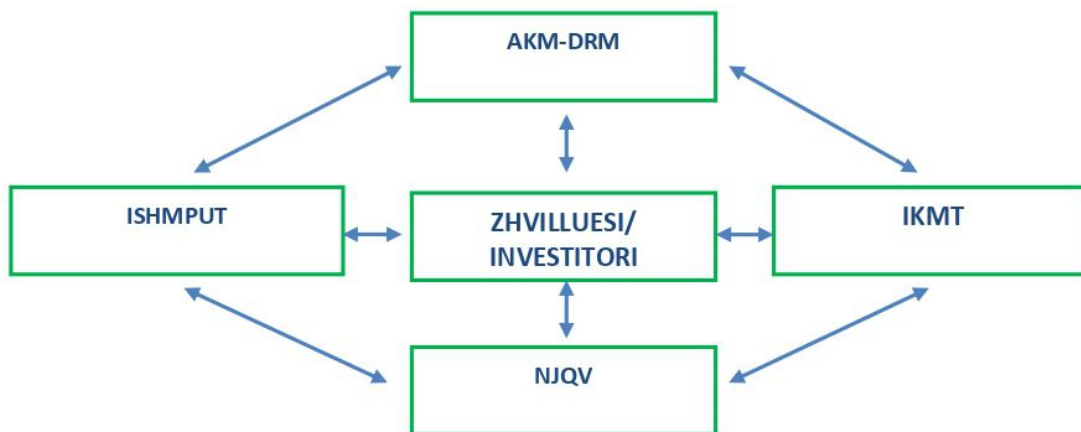 AKM-DRM
ISHMPUT
ZHVILLUESI/
INVESTITORI
IKMT
NJQV